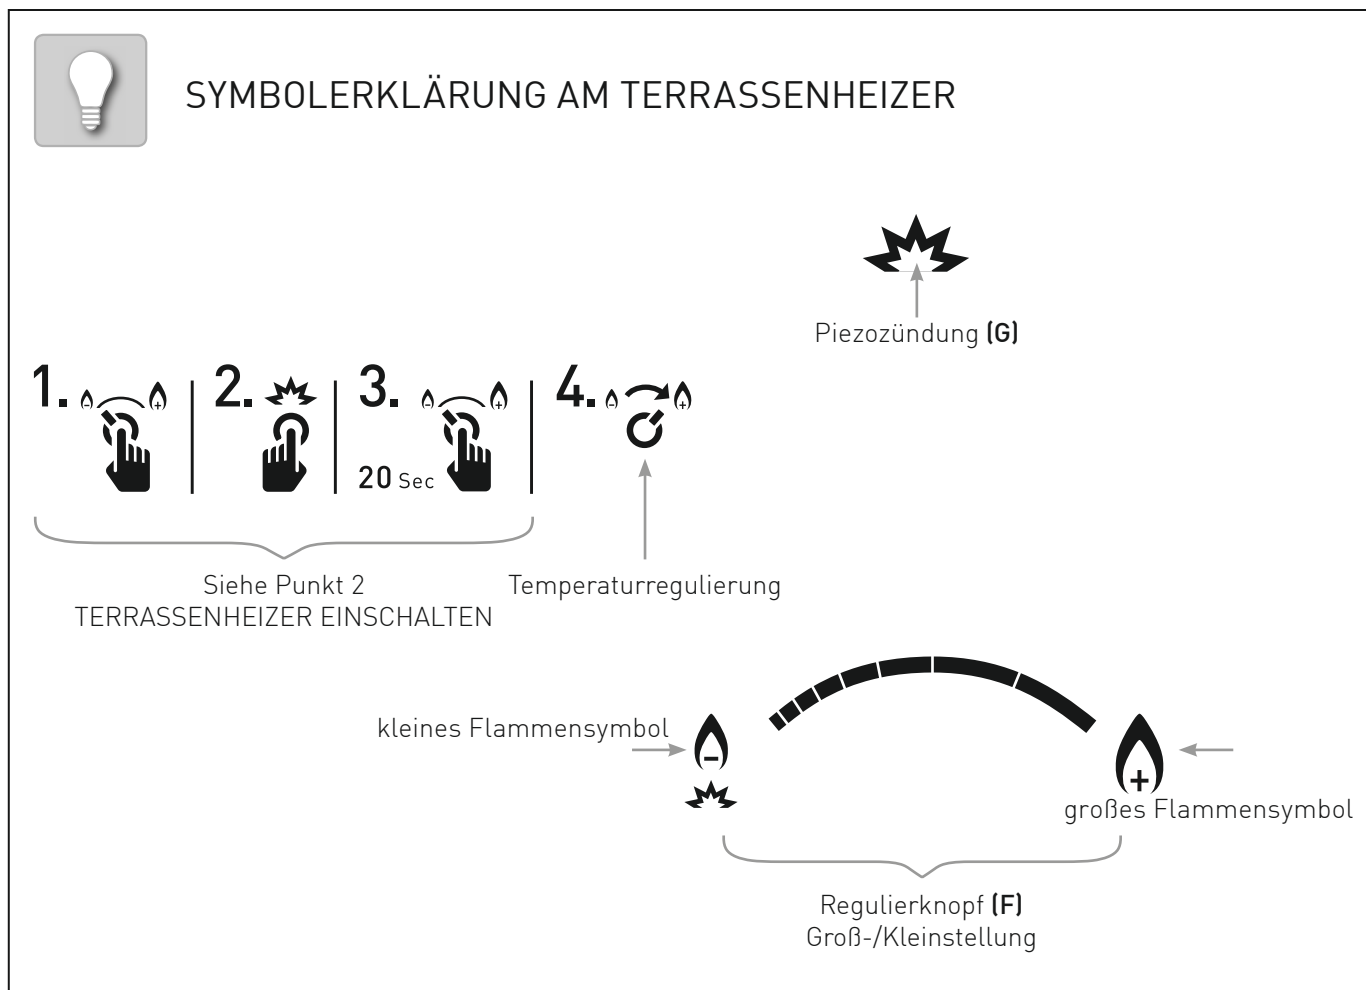 SYMBOLERKLÄRUNG AM TERRASSENHEIZER
Piezozündung (G)
1. - +
2.
3. - +
20 Sec
4. - +
Siehe Punkt 2
TERRASSENHEIZER EINSCHALTEN
Temperaturregulierung
kleines Flammensymbol
-
+
großes Flammensymbol
Regulierknopf (F)
Groß-/Kleinstellung